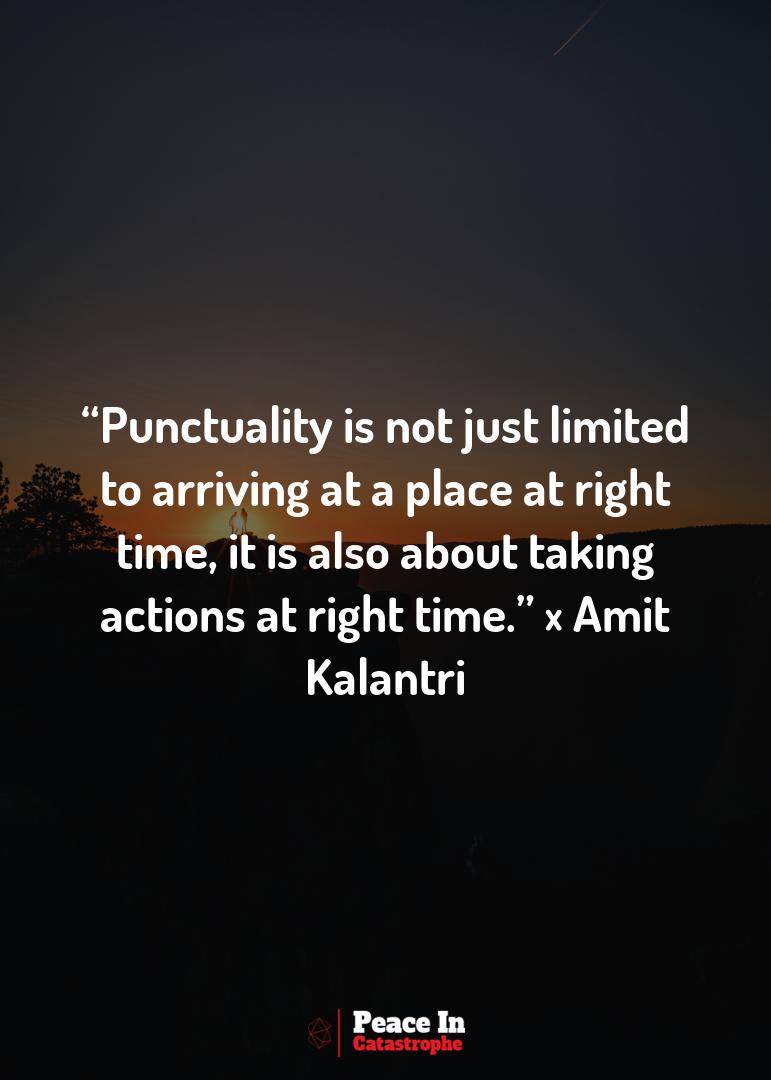 “Punctuality is not just limited
to arriving at a place at right
time, it is also about taking
actions at right time.” x Amit
Kalantri
Peace In
Catastrophe